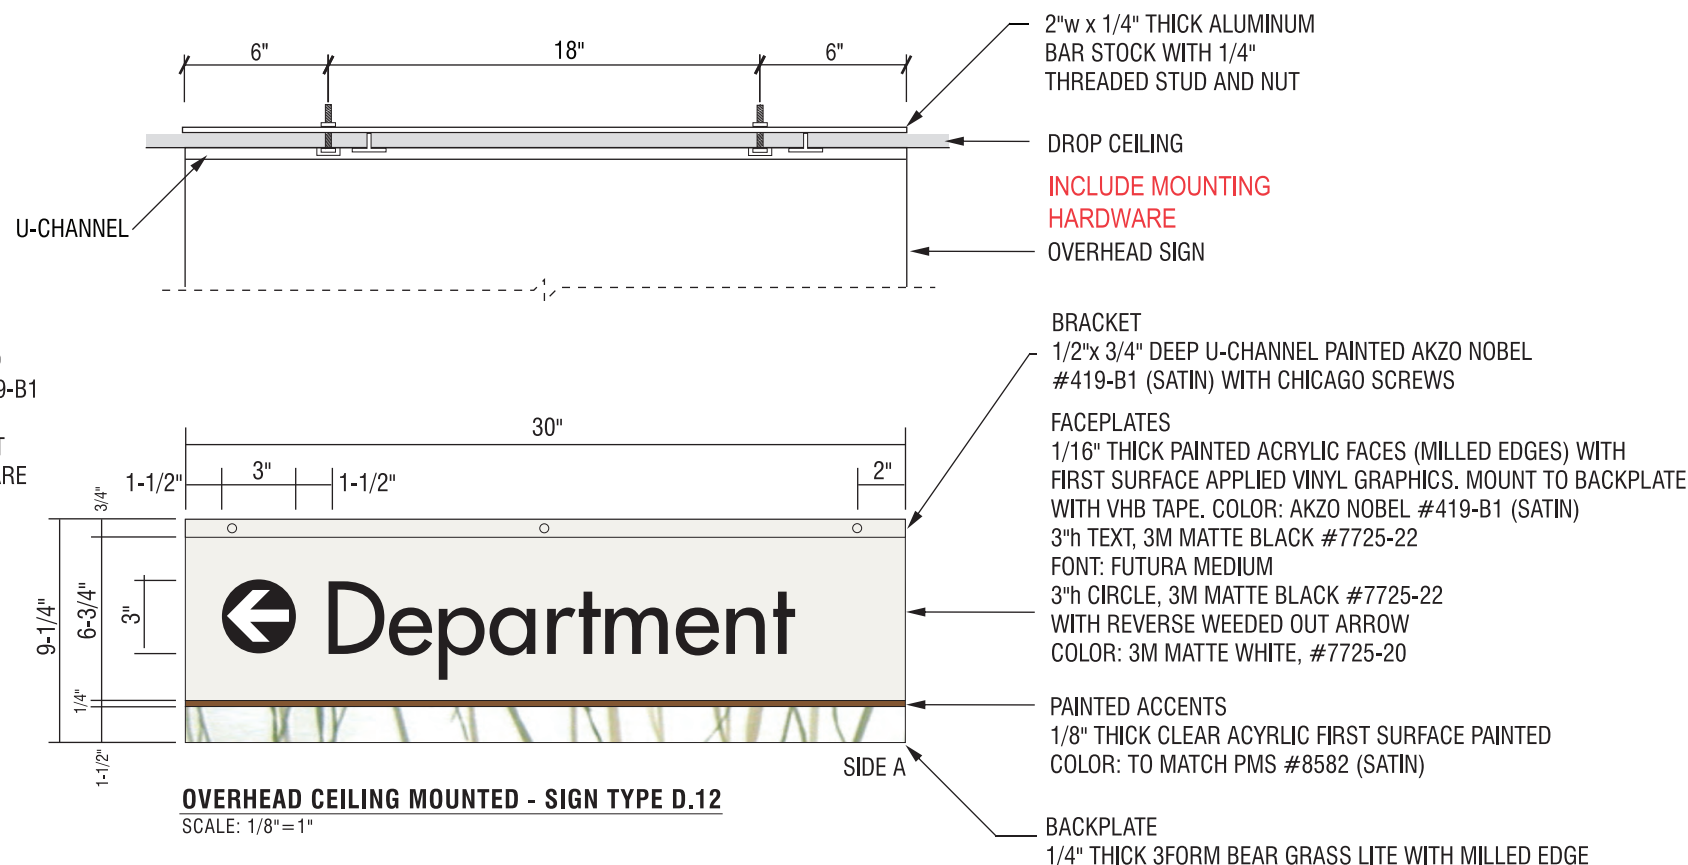 6"
18"
6"
2"w x 1/4" THICK ALUMINUM
BAR STOCK WITH 1/4"
THREADED STUD AND NUT
DROP CEILING
INCLUDE MOUNTING
HARDWARE
OVERHEAD SIGN
U-CHANNEL
BRACKET
1/2"x 3/4" DEEP U-CHANNEL PAINTED AKZO NOBEL
#419-B1 (SATIN) WITH CHICAGO SCREWS
9-B1
T
ARE
30"
1-1/2"
3"
1-1/2"
2"
3/4"
9-1/4"
6-3/4"
3"
1/4"
1-1/2"
Department
FACEPLATES
1/16" THICK PAINTED ACRYLIC FACES (MILLED EDGES) WITH
FIRST SURFACE APPLIED VINYL GRAPHICS. MOUNT TO BACKPLATE
WITH VHB TAPE. COLOR: AKZO NOBEL #419-B1 (SATIN)
3"h TEXT, 3M MATTE BLACK #7725-22
FONT: FUTURA MEDIUM
3"h CIRCLE, 3M MATTE BLACK #7725-22
WITH REVERSE WEEDED OUT ARROW
COLOR: 3M MATTE WHITE, #7725-20
PAINTED ACCENTS
1/8" THICK CLEAR ACYRLIC FIRST SURFACE PAINTED
COLOR: TO MATCH PMS #8582 (SATIN)
SIDE A
OVERHEAD CEILING MOUNTED - SIGN TYPE D.12
SCALE: 1/8"=1"
BACKPLATE
1/4" THICK 3FORM BEAR GRASS LITE WITH MILLED EDGE